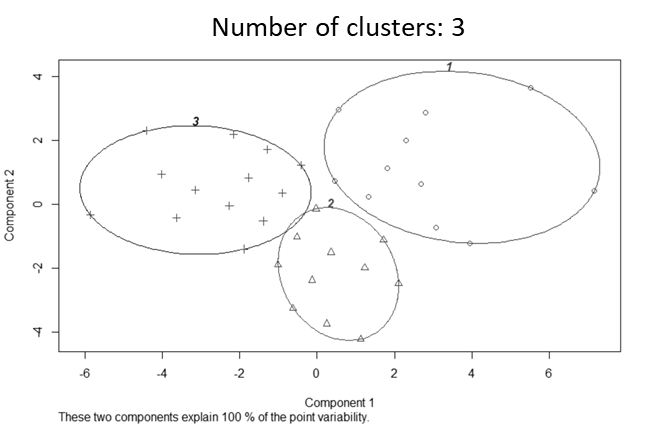 Number of clusters: 3
1
4
3
2
2
0
-2
-4
Component 2
-6 -4 -2 0 2 4 6
Component 1
These two components explain 100 % of the point variability.